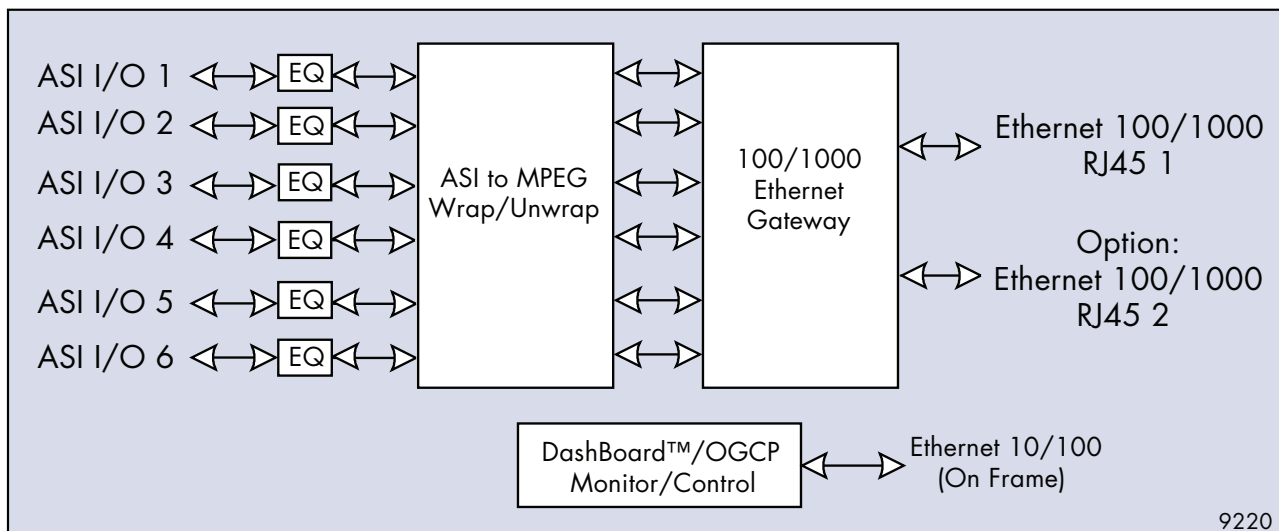 ASI I/O 1
EQ
ASI I/O 2
EQ
ASI I/O 3
EQ
ASI I/O 4
EQ
ASI I/O 5
EQ
ASI I/O 6
EQ
ASI to MPEG
Wrap/Unwrap
100/1000
Ethernet
Gateway
Ethernet 100/1000
RJ45 1
Option:
Ethernet 100/1000
RJ45 2
DashBoard™/OGCP
Monitor/Control
Ethernet 10/100
(On Frame)
9220